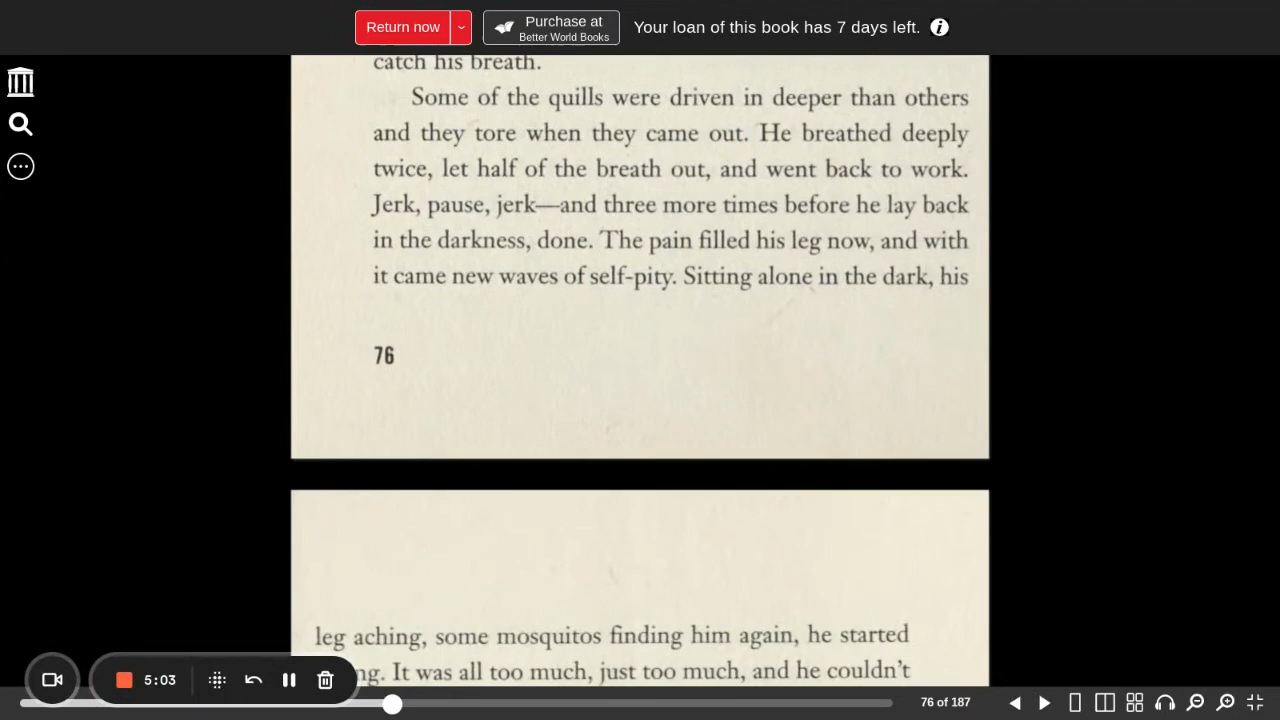 Return now
Purchase at
Better World Books
Your loan of this book has 7 days left.
catch his breath.
Some of the quills were driven in deeper than others
and they tore when they came out. He breathed deeply
twice, let half of the breath out, and went back to work.
Jerk, pause, jerk—and three more times before he lay back
in the darkness, done. The pain filled his leg now, and with
it came new waves of self-pity. Sitting alone in the dark, his
76
leg aching, some mosquitos finding him again, he started
ng. It was all too much, just too much, and he couldn't
5:03
76 of 187